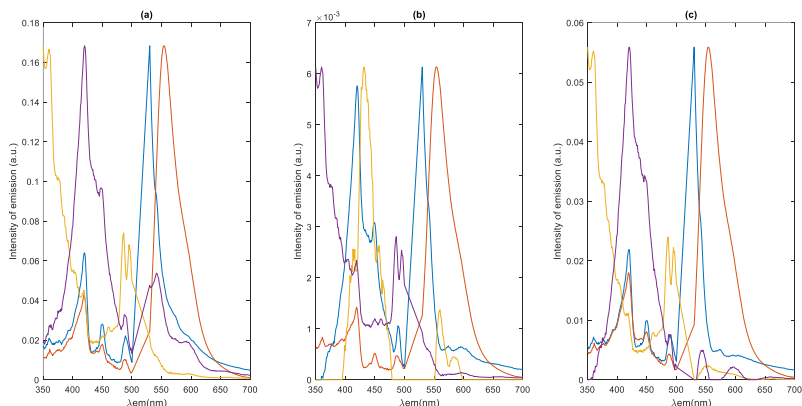 (a)
Intensity of emission (a.u.)
0.18
0.16
0.14
0.12
0.1
0.08
0.06
0.04
0.02
0
350 400 450 500 550 600 650 700
λem(nm)
(b)
×10-3
Intensity of emission (a.u.)
7
6
5
4
3
2
1
0
350 400 450 500 550 600 650 700
λem(nm)
(c)
Intensity of emission (a.u.)
0.06
0.05
0.04
0.03
0.02
0.01
0
350 400 450 500 550 600 650 700
λem(nm)